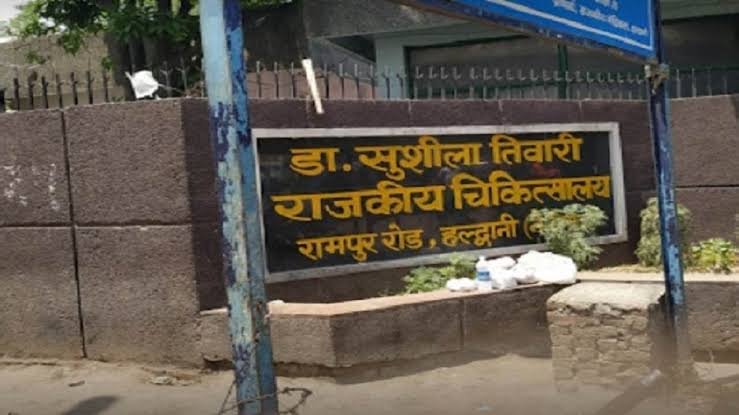 डा. सुशीला तिवारी
राजकीय चिकित्सालय
रामपुर रोड, हल्द्वानी